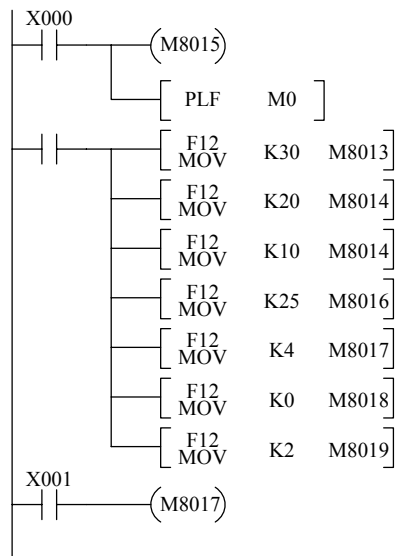 X000
M8015
PLF M0
F12
MOV K30 M8013
F12
MOV K20 M8014
F12
MOV K10 M8014
F12
MOV K25 M8016
F12
MOV K4 M8017
F12
MOV K0 M8018
F12
MOV K2 M8019
X001
M8017